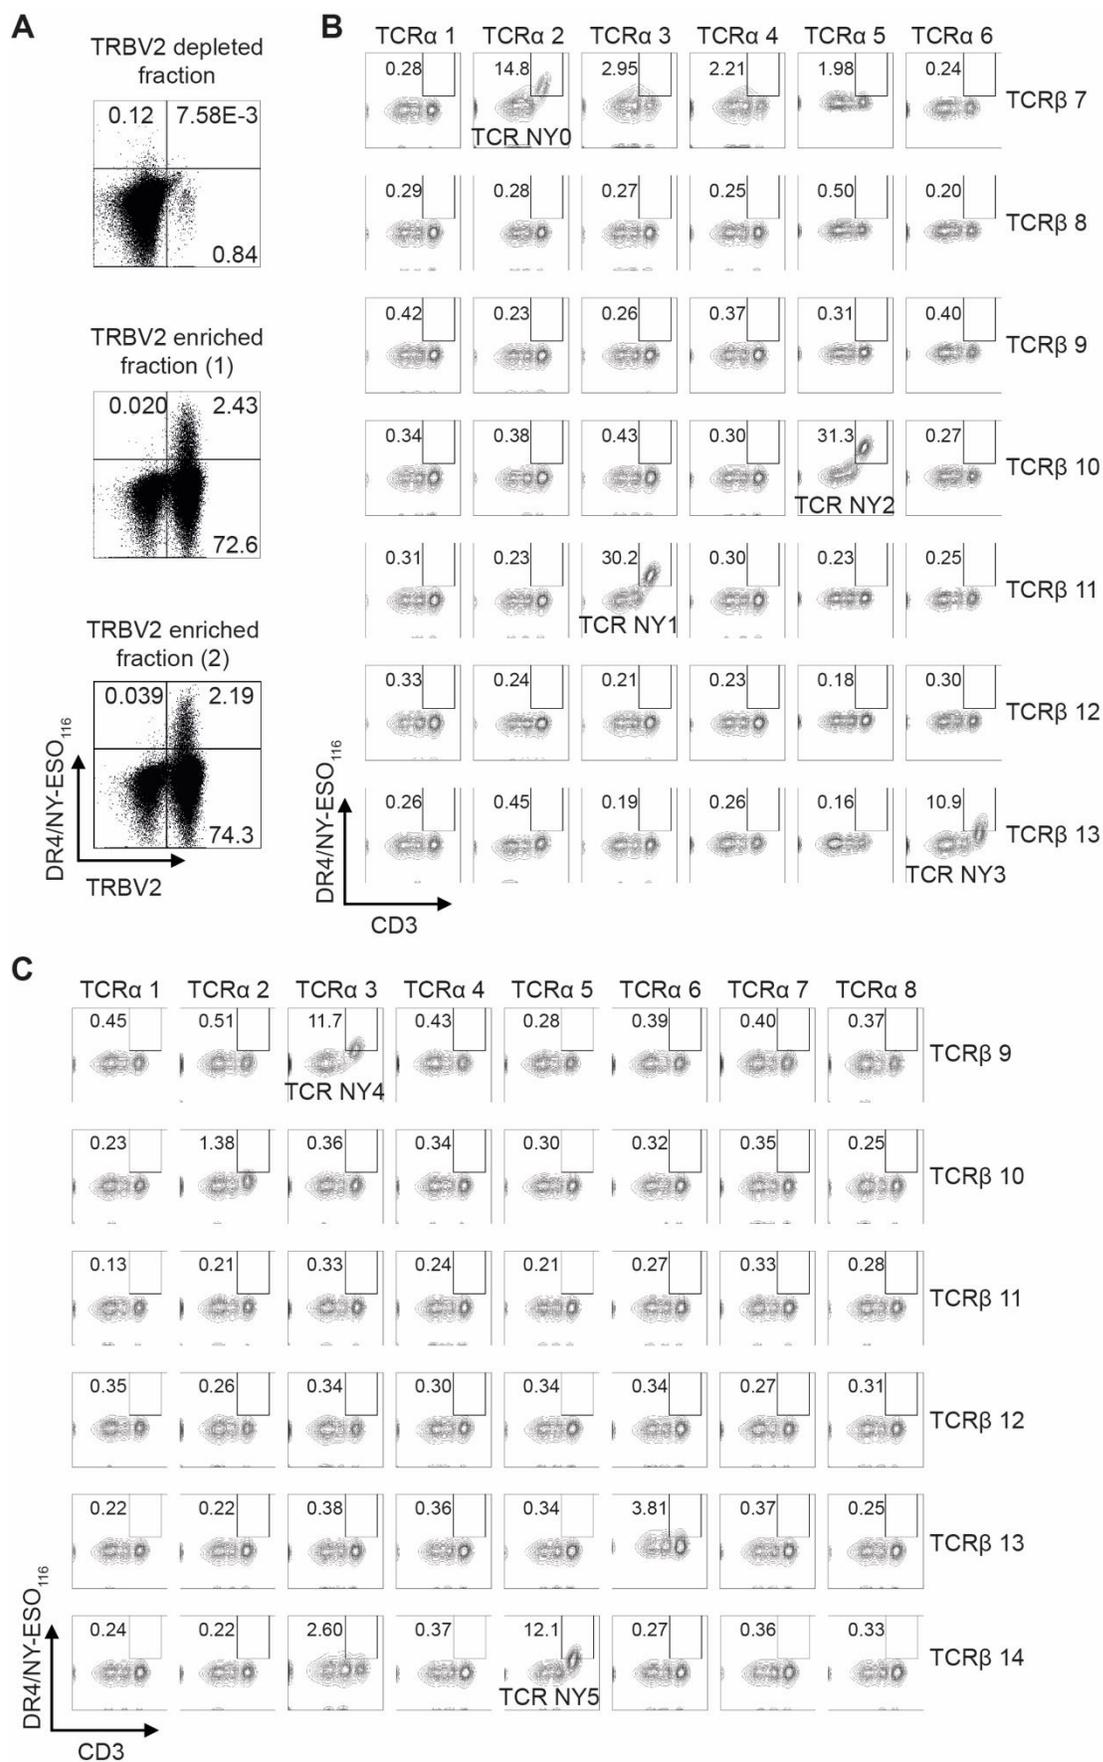 A
TRBV2 depleted
fraction
0.12 7.58E-3
0.84
TRBV2 enriched
fraction (1)
0.020 2.43
72.6
TRBV2 enriched
fraction (2)
0.039 2.19
74.3
DR4/NY-ESO116
TRBV2
B
TCRα 1 TCRα 2 TCRα 3 TCRα 4 TCRα 5 TCRα 6
0.28 14.8 2.95 2.21 1.98 0.24
TCRβ 7
TCR NY0
0.29 0.28 0.27 0.25 0.50 0.20
TCRβ 8
0.42 0.23 0.26 0.37 0.31 0.40
TCRβ 9
0.34 0.38 0.43 0.30 31.3 0.27
TCRβ 10
TCR NY2
0.31 0.23 30.2 0.30 0.23 0.25
TCRβ 11
TCR NY1
0.33 0.24 0.21 0.23 0.18 0.30
TCRβ 12
0.26 0.45 0.19 0.26 0.16 10.9
TCRβ 13
TCR NY3
DR4/NY-ESO116
CD3
C
TCRα 1 TCRα 2 TCRα 3 TCRα 4 TCRα 5 TCRα 6 TCRα 7 TCRα 8
0.45 0.51 11.7 0.43 0.28 0.39 0.40 0.37
TCRβ 9
TCR NY4
0.23 1.38 0.36 0.34 0.30 0.32 0.35 0.25
TCRβ 10
0.13 0.21 0.33 0.24 0.21 0.27 0.33 0.28
TCRβ 11
0.35 0.26 0.34 0.30 0.34 0.34 0.27 0.31
TCRβ 12
0.22 0.22 0.38 0.36 0.34 3.81 0.37 0.25
TCRβ 13
0.24 0.22 2.60 0.37 12.1 0.27 0.36 0.33
TCRβ 14
TCR NY5
DR4/NY-ESO116
CD3